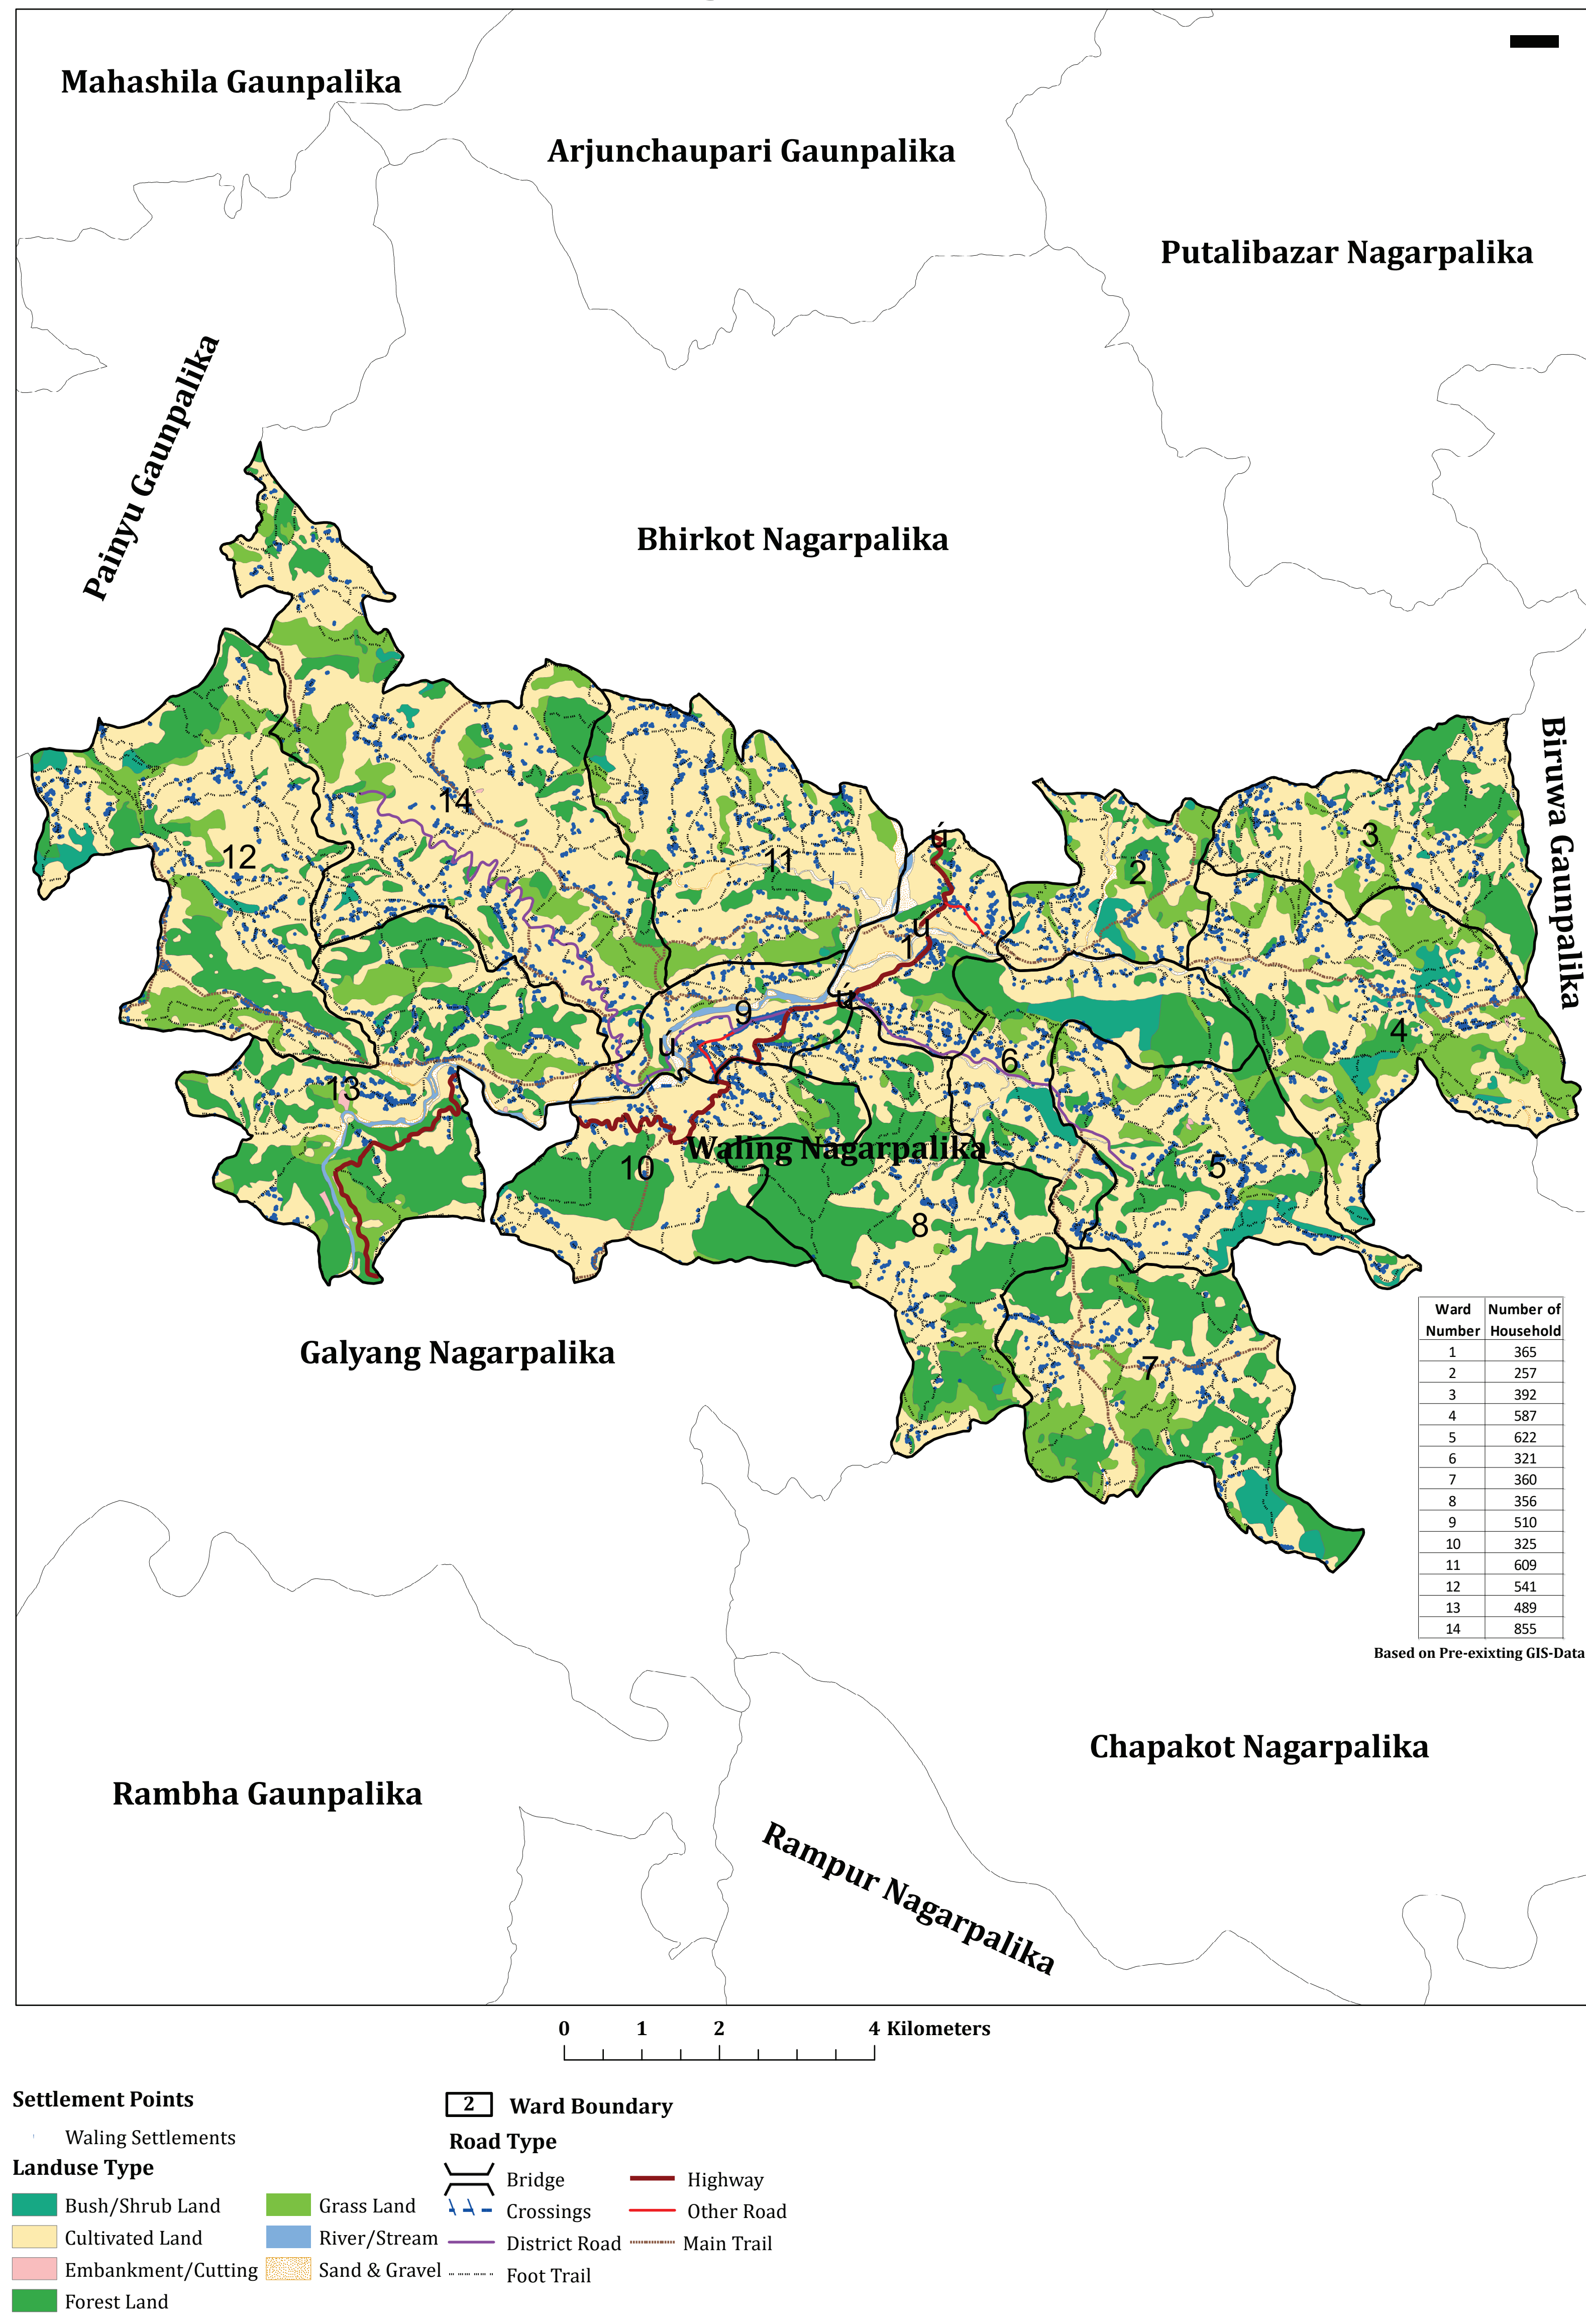 Mahashila Gaunpalika
Arjunchaupari Gaunpalika
Putalibazar Nagarpalika
Painyu Gaunpalika
Bhirkot Nagarpalika
Biruwa Gaunpalika
14
12
11
2
3
ú
ú
1
ú
9
u
6
4
13
Waling Nagarpalika
10
5
8
7
Galyang Nagarpalika
Ward Number Number of Household
1 365
2 257
3 392
4 587
5 622
6 321
7 360
8 356
9 510
10 325
11 609
12 541
13 489
14 855
Based on Pre-exixting GIS-Data
Chapakot Nagarpalika
Rambha Gaunpalika
Rampur Nagarpalika
0 1 2 4 Kilometers
Settlement Points
Waling Settlements
Landuse Type
Bush/Shrub Land
Cultivated Land
Embankment/Cutting
Forest Land
Grass Land
River/Stream
Sand & Gravel
2 Ward Boundary
Road Type
Bridge
Crossings
District Road
Foot Trail
Highway
Other Road
Main Trail